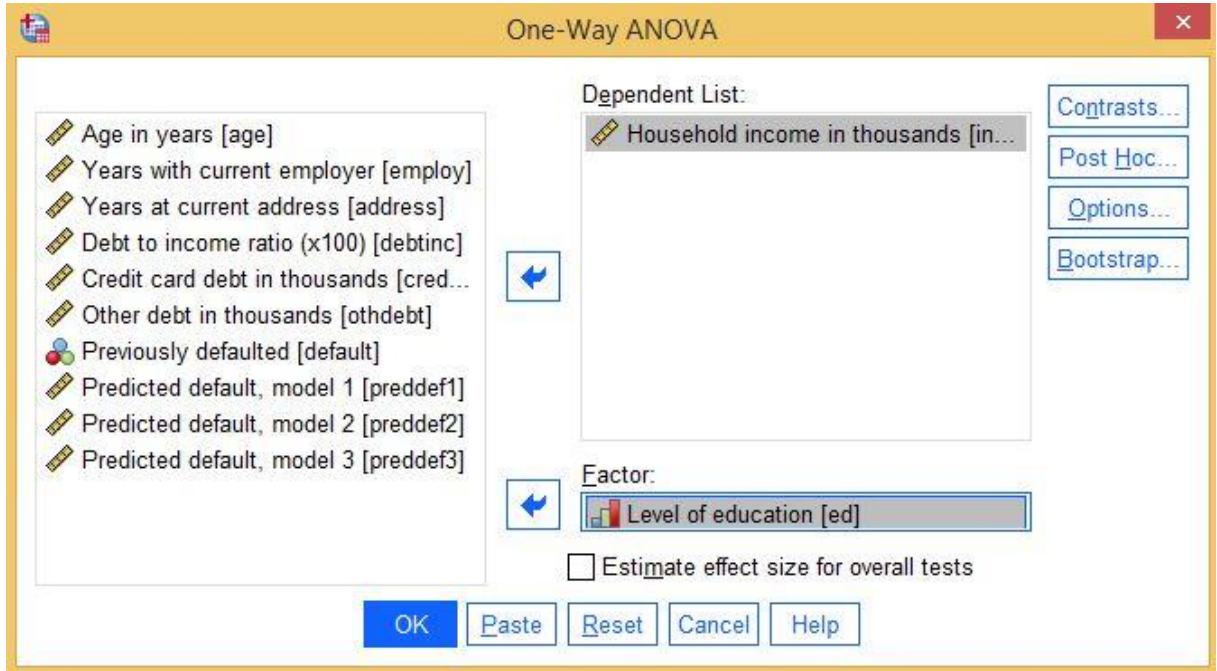 One-Way ANOVA
Age in years [age]
Years with current employer [employ]
Years at current address [address]
Debt to income ratio (x100) [debtinc]
Credit card debt in thousands [cred...
Other debt in thousands [othdebt]
Previously defaulted [default]
Predicted default, model 1 [preddef1]
Predicted default, model 2 [preddef2]
Predicted default, model 3 [preddef3]
Dependent List:
Household income in thousands [in...
Factor:
Level of education [ed]
Estimate effect size for overall tests
Contrasts...
Post Hoc...
Options...
Bootstrap...
OK Paste Reset Cancel Help